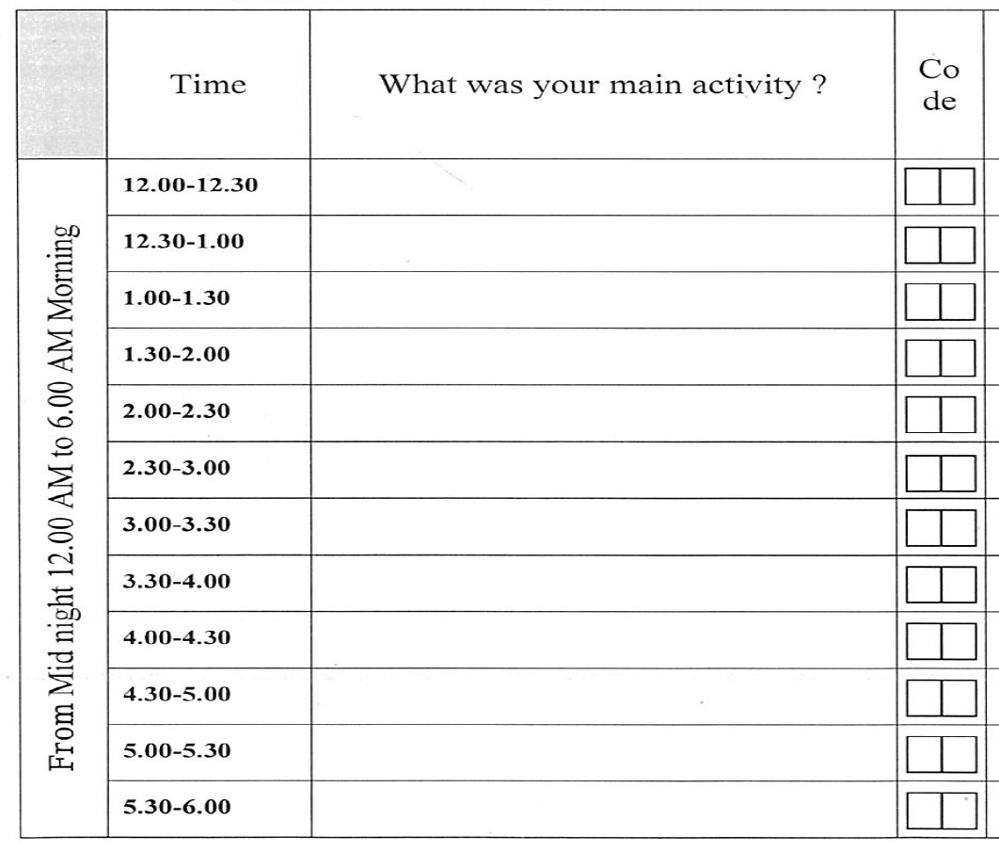 Time
What was your main activity ?
Co
de
From Mid night 12.00 AM to 6.00 AM Morning
12.00-12.30
12.30-1.00
1.00-1.30
1.30-2.00
2.00-2.30
2.30-3.00
3.00-3.30
3.30-4.00
4.00-4.30
4.30-5.00
5.00-5.30
5.30-6.00